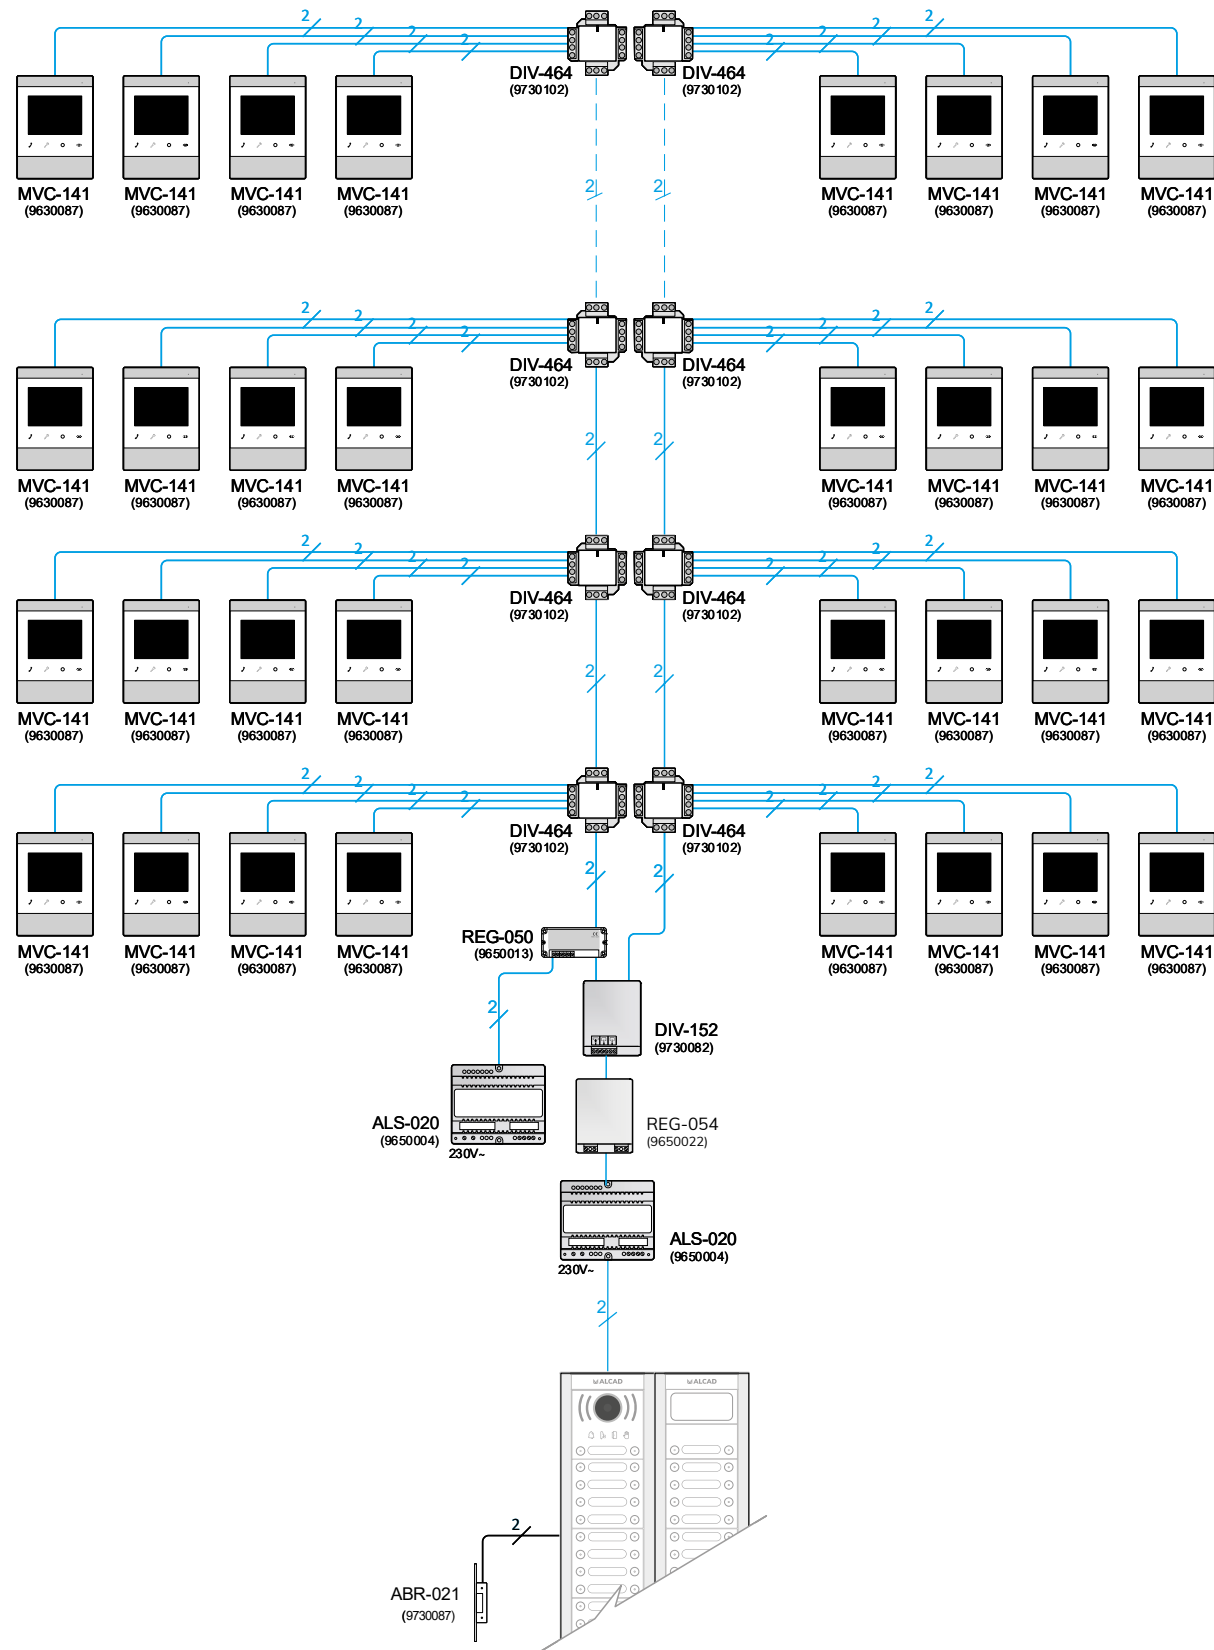 2 2 2 2 2 2 2 2
DIV-464 DIV-464
(9730102) (9730102)
MVC-141 MVC-141 MVC-141 MVC-141 MVC-141 MVC-141 MVC-141 MVC-141
(9630087) (9630087) (9630087) (9630087) (9630087) (9630087) (9630087) (9630087)
2 2
2 2 2 2 2 2 2 2
DIV-464 DIV-464
(9730102) (9730102)
2 2
MVC-141 MVC-141 MVC-141 MVC-141 MVC-141 MVC-141 MVC-141 MVC-141
(9630087) (9630087) (9630087) (9630087) (9630087) (9630087) (9630087) (9630087)
2 2 2 2 2 2 2 2
DIV-464 DIV-464
(9730102) (9730102)
2 2
MVC-141 MVC-141 MVC-141 MVC-141 MVC-141 MVC-141 MVC-141 MVC-141
(9630087) (9630087) (9630087) (9630087) (9630087) (9630087) (9630087) (9630087)
2 2 2 2 2 2 2 2
DIV-464 DIV-464
(9730102) (9730102)
2 2
MVC-141 MVC-141 MVC-141 MVC-141 MVC-141 MVC-141 MVC-141 MVC-141
(9630087) (9630087) (9630087) (9630087) (9630087) (9630087) (9630087) (9630087)
REG-050
(9650013)
2
DIV-152
(9730082)
ALS-020
(9650004)
230V~
REG-054
(9650022)
ALS-020
(9650004)
230V~
2
ALCAD ALCAD
2
ABR-021
(9730087)